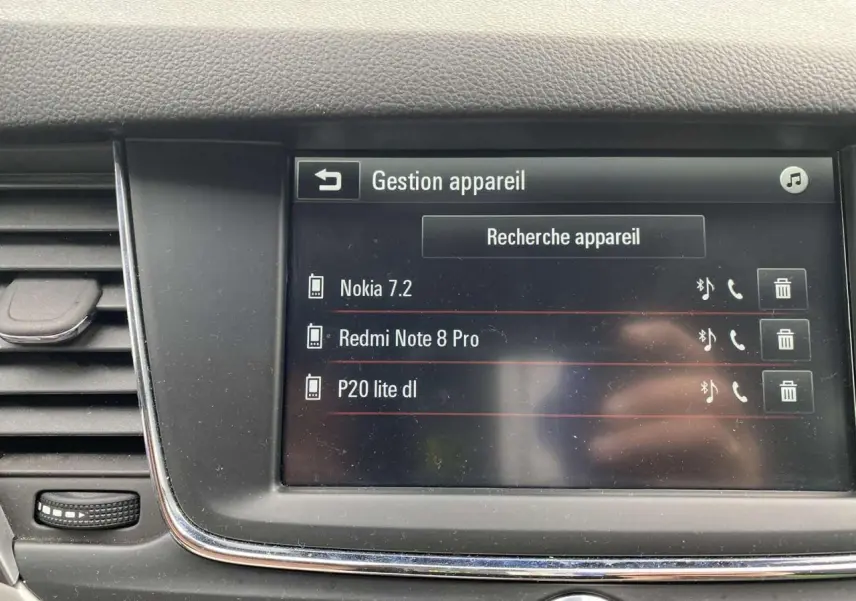 Gestion appareil
Recherche appareil
Nokia 7.2
Redmi Note 8 Pro
P20 lite dl